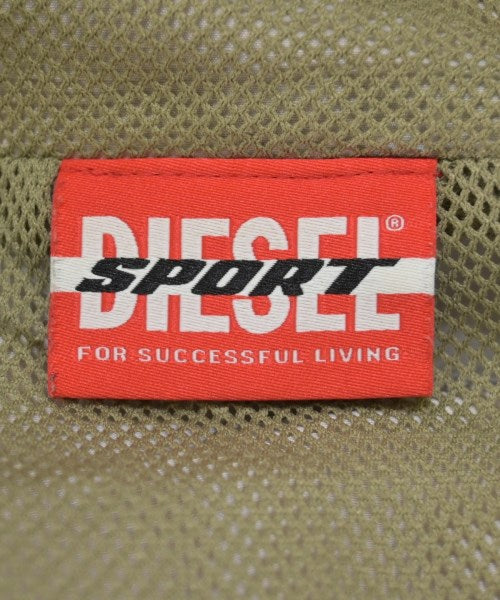 DIESEL®
SPORT
FOR SUCCESSFUL LIVING